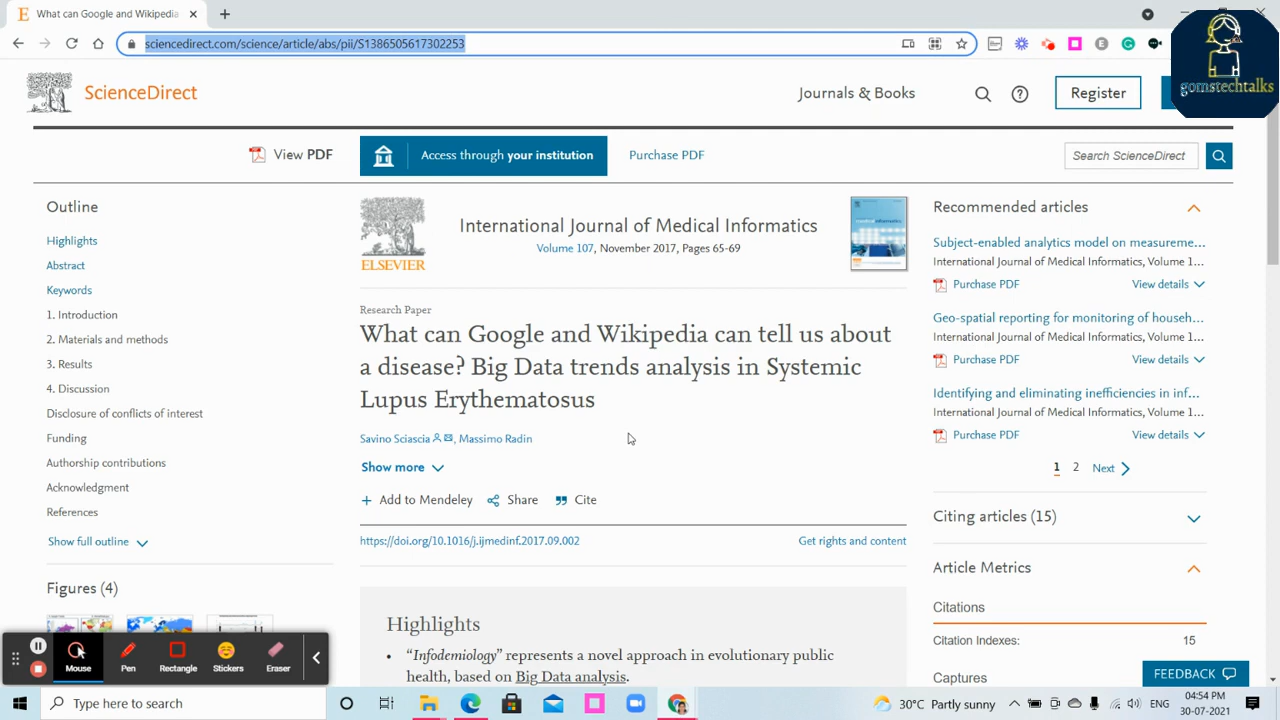 What can Google and Wikipedia
sciencedirect.com/science/article/abs/pii/S1386505617302253
gomstechtalks
ScienceDirect
Journals & Books
Register
View PDF
Access through your institution
Purchase PDF
Search ScienceDirect
Outline
Highlights
Abstract
Keywords
1. Introduction
2. Materials and methods
3. Results
4. Discussion
Disclosure of conflicts of interest
Funding
Authorship contributions
Acknowledgment
References
Show full outline
Figures (4)
ELSEVIER
International Journal of Medical Informatics
Volume 107, November 2017, Pages 65-69
medical informatics
Research Paper
What can Google and Wikipedia can tell us about
a disease? Big Data trends analysis in Systemic
Lupus Erythematosus
Savino Sciascia, Massimo Radin
Show more
+ Add to Mendeley Share Cite
https://doi.org/10.1016/j.ijmedinf.2017.09.002
Get rights and content
Highlights
• "Infodemiology" represents a novel approach in evolutionary public
health, based on Big Data analysis.
Recommended articles
Subject-enabled analytics model on measureme...
International Journal of Medical Informatics, Volume 1...
Purchase PDF View details
Geo-spatial reporting for monitoring of househ...
International Journal of Medical Informatics, Volume 1...
Purchase PDF View details
Identifying and eliminating inefficiencies in inf...
International Journal of Medical Informatics, Volume 1...
Purchase PDF View details
1 2 Next
Citing articles (15)
Article Metrics
Citations
Citation Indexes: 15
Captures
FEEDBACK
Mouse Pen Rectangle Stickers Eraser
Type here to search
30°C Partly sunny
ENG
04:54 PM
30-07-2021